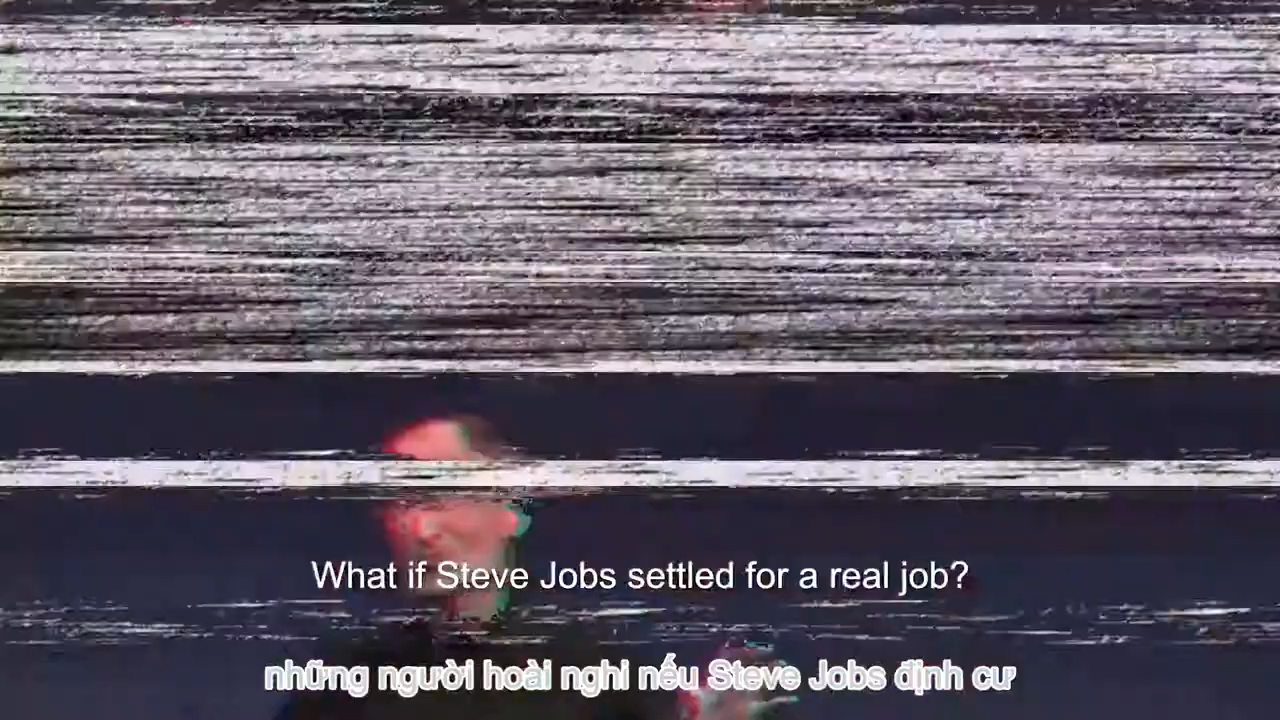 What if Steve Jobs settled for a real job?
những người hoài nghi nếu Steve Jobs định cư